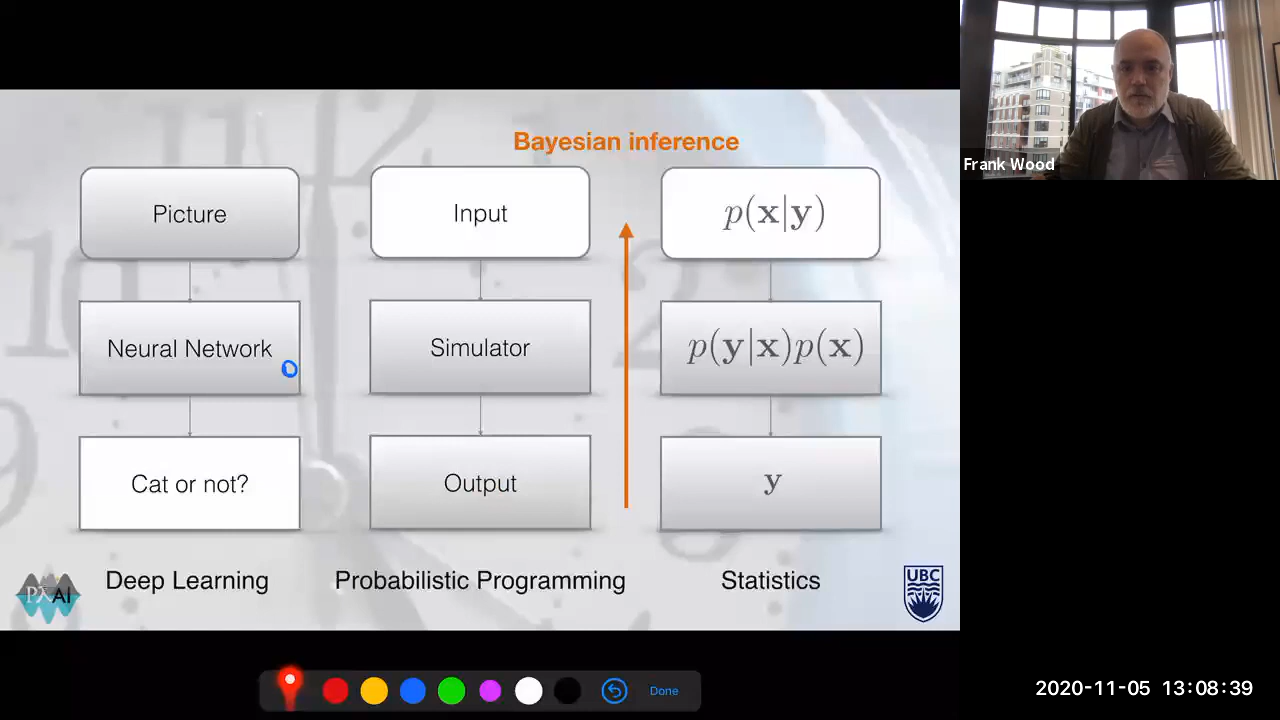 Bayesian inference
Picture
Input
p(x|y)
Neural Network
Simulator
p(y|x)p(x)
Cat or not?
Output
y
Deep Learning
Probabilistic Programming
Statistics
PλAI
UBC
Frank Wood
Done
2020-11-05 13:08:39